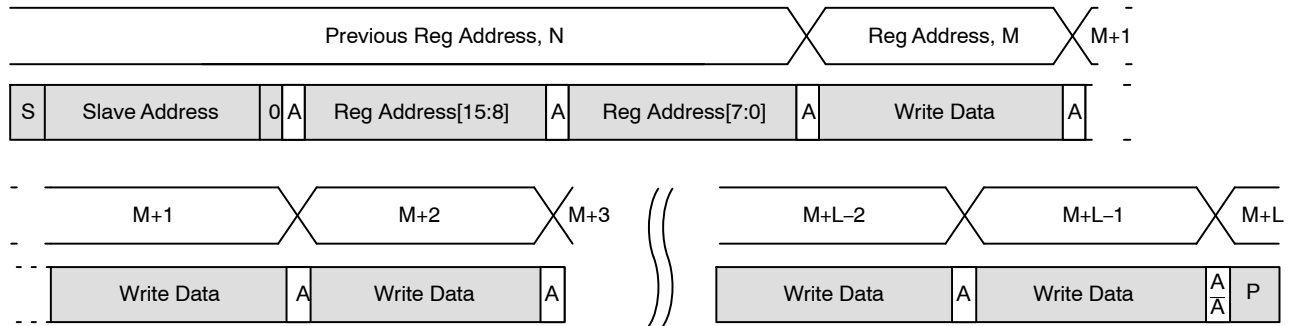 Previous Reg Address, N Reg Address, M M+1
S Slave Address 0 A Reg Address[15:8] A Reg Address[7:0] A Write Data A
M+1 M+2 M+3 M+L–2 M+L–1 M+L
Write Data A Write Data A Write Data A Write Data A/A̅ P